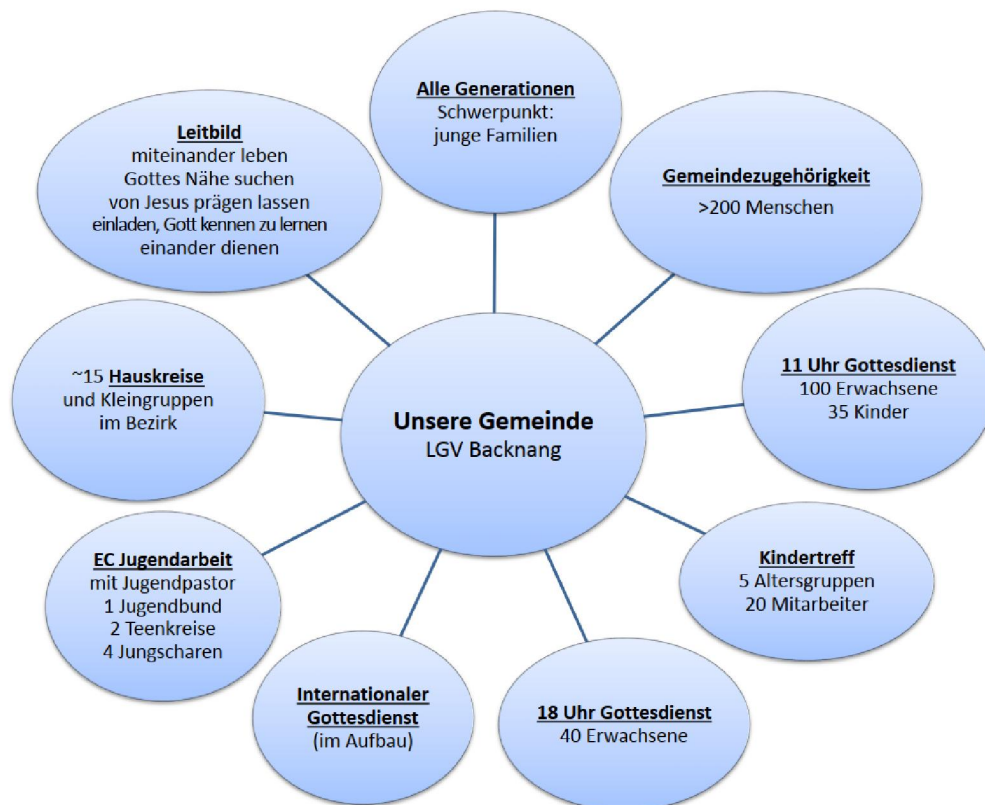 Alle Generationen
Schwerpunkt:
junge Familien
Leitbild
miteinander leben
Gottes Nähe suchen
von Jesus prägen lassen
einladen, Gott kennen zu lernen
einander dienen
Gemeindezugehörigkeit
>200 Menschen
~15 Hauskreise
und Kleingruppen
im Bezirk
Unsere Gemeinde
LGV Backnang
11 Uhr Gottesdienst
100 Erwachsene
35 Kinder
EC Jugendarbeit
mit Jugendpastor
1 Jugendbund
2 Teenkreise
4 Jungscharen
Kindertreff
5 Altersgruppen
20 Mitarbeiter
Internationaler
Gottesdienst
(im Aufbau)
18 Uhr Gottesdienst
40 Erwachsene